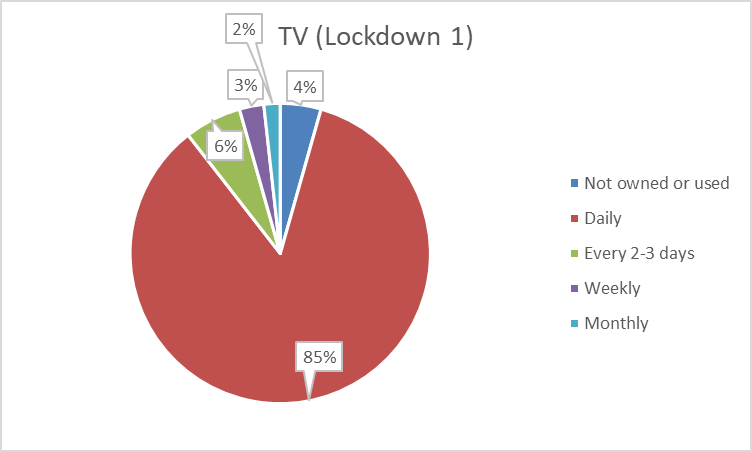 TV (Lockdown 1)
2%
3%
4%
6%
85%
Not owned or used
Daily
Every 2-3 days
Weekly
Monthly